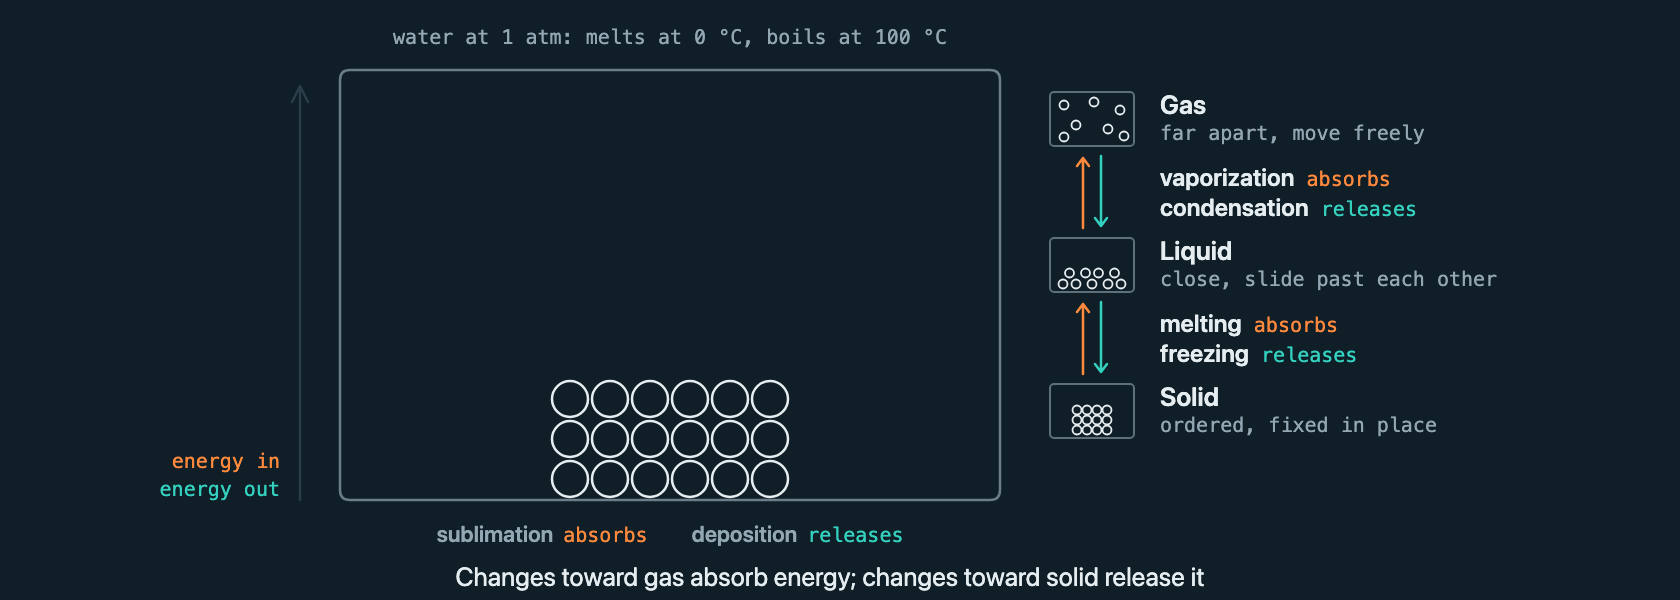 water at 1 atm: melts at 0 °C, boils at 100 °C
Gas
far apart, move freely
vaporization absorbs
condensation releases
Liquid
close, slide past each other
melting absorbs
freezing releases
Solid
ordered, fixed in place
energy in
energy out
sublimation absorbs deposition releases
Changes toward gas absorb energy; changes toward solid release it